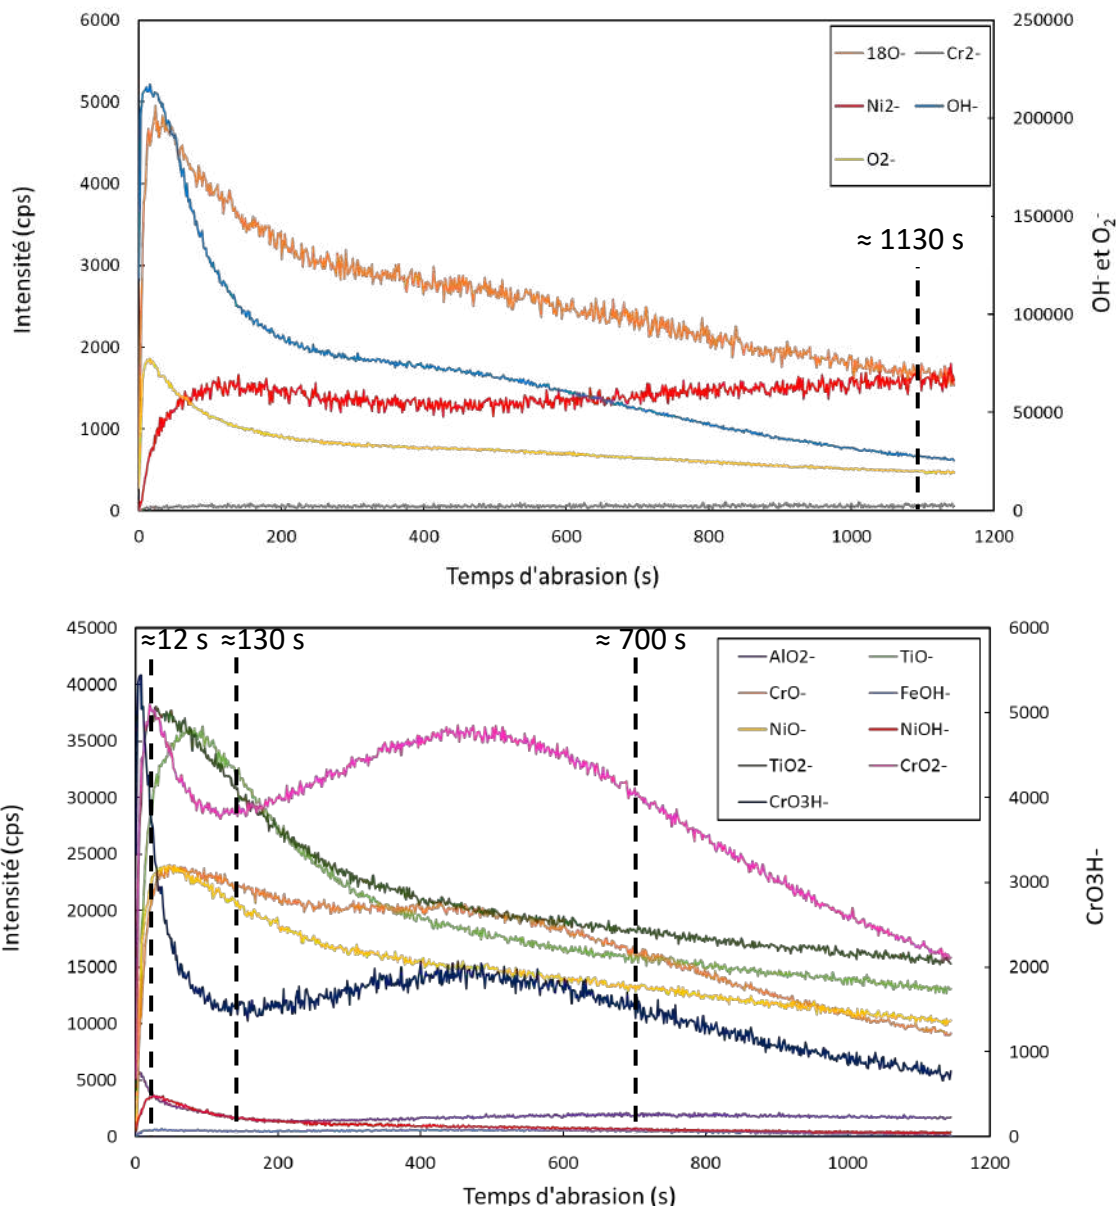 6000
5000
4000
3000
2000
1000
0
Intensité (cps)
250000
200000
150000
100000
50000
0
OH- et O2-
18O-
Cr2-
Ni2-
OH-
O2-
≈ 1130 s
0
200
400
600
800
1000
1200
Temps d'abrasion (s)
45000
40000
35000
30000
25000
20000
15000
10000
5000
0
Intensité (cps)
6000
5000
4000
3000
2000
1000
0
CrO3H-
≈12 s
≈130 s
≈ 700 s
AlO2-
TiO-
CrO-
FeOH-
NiO-
NiOH-
TiO2-
CrO2-
CrO3H-
0
200
400
600
800
1000
1200
Temps d'abrasion (s)